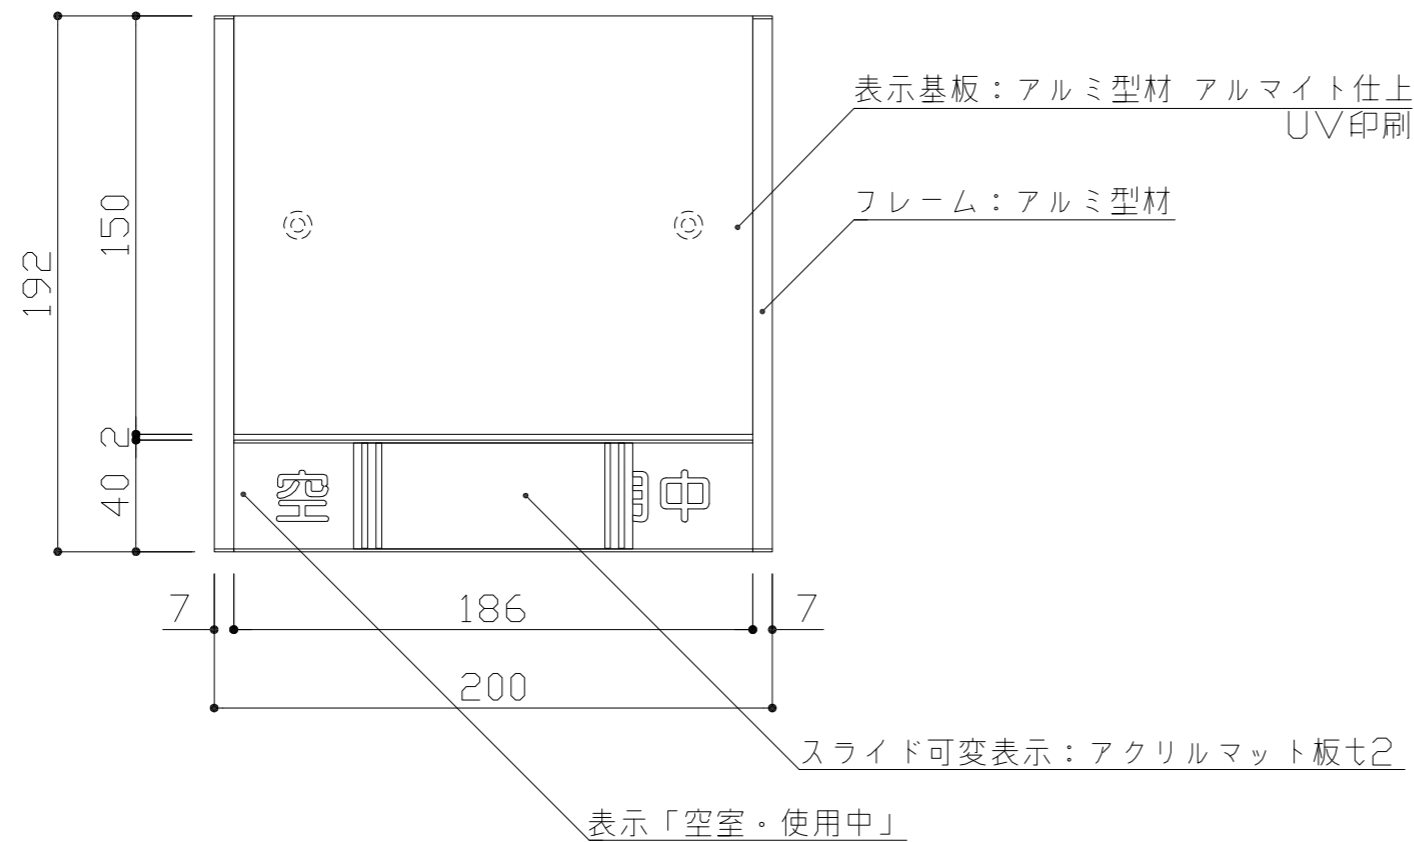 表示基板：アルミ型材 アルマイト仕上
UV印刷
フレーム：アルミ型材
192
150
2
40
空
用中
7
186
7
200
スライド可変表示：アクリルマット板t2
表示「空室・使用中」